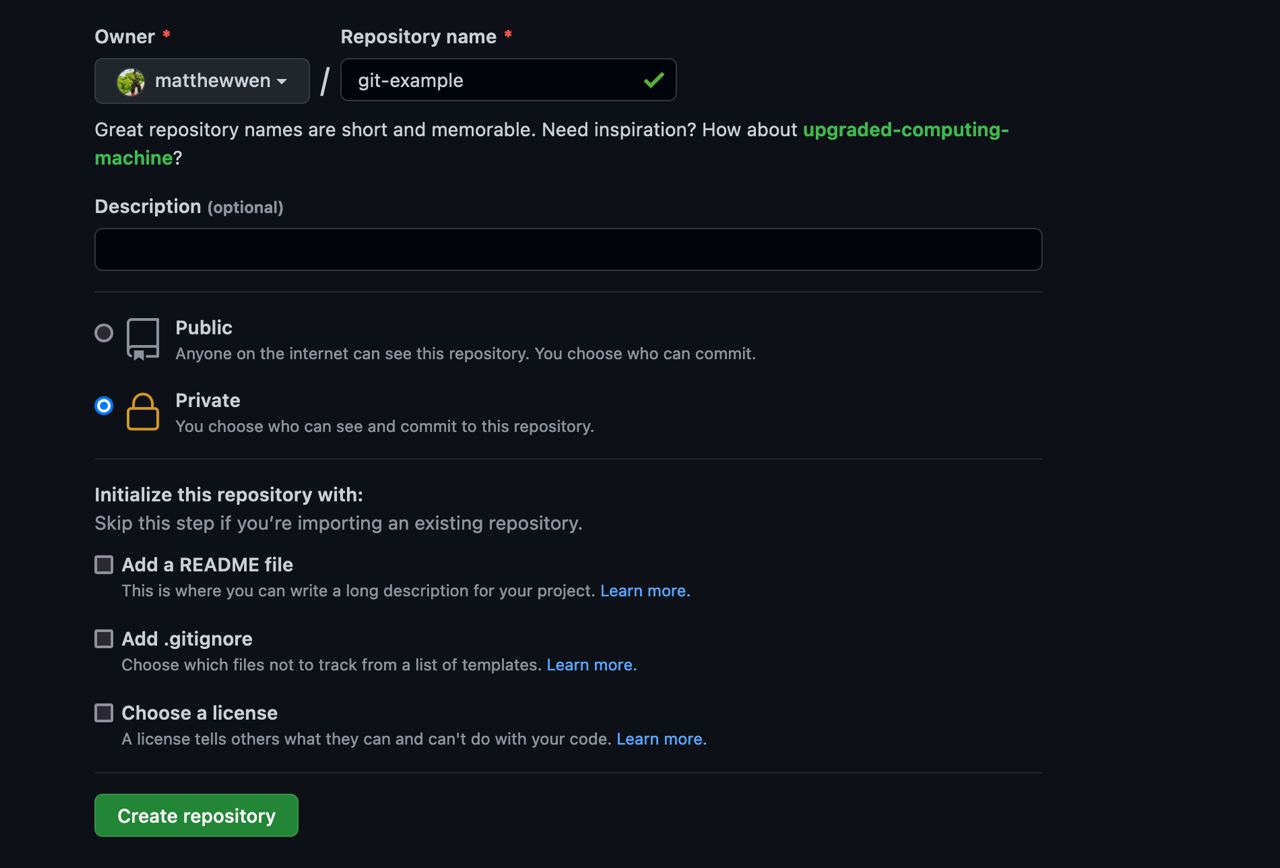 Owner * Repository name *
matthewwen / git-example
Great repository names are short and memorable. Need inspiration? How about upgraded-computing-
machine?
Description (optional)
Public
Anyone on the internet can see this repository. You choose who can commit.
Private
You choose who can see and commit to this repository.
Initialize this repository with:
Skip this step if you’re importing an existing repository.
Add a README file
This is where you can write a long description for your project. Learn more.
Add .gitignore
Choose which files not to track from a list of templates. Learn more.
Choose a license
A license tells others what they can and can't do with your code. Learn more.
Create repository